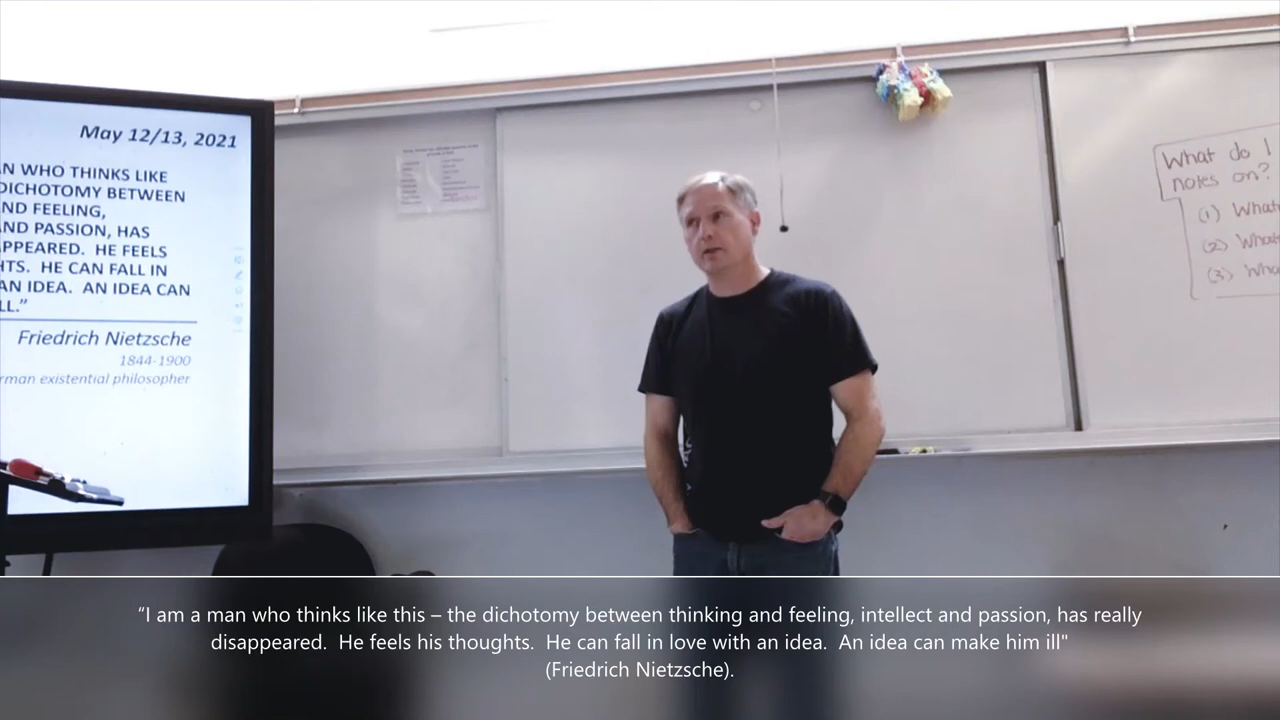 May 12/13, 2021
N WHO THINKS LIKE
DICHOTOMY BETWEEN
ND FEELING,
ND PASSION, HAS
PPEARED. HE FEELS
HTS. HE CAN FALL IN
AN IDEA. AN IDEA CAN
LL.”
Friedrich Nietzsche
1844-1900
rman existential philosopher
What do I
notes on?
(1) What
(2) What
(3) Wha
“I am a man who thinks like this – the dichotomy between thinking and feeling, intellect and passion, has really
disappeared. He feels his thoughts. He can fall in love with an idea. An idea can make him ill"
(Friedrich Nietzsche).